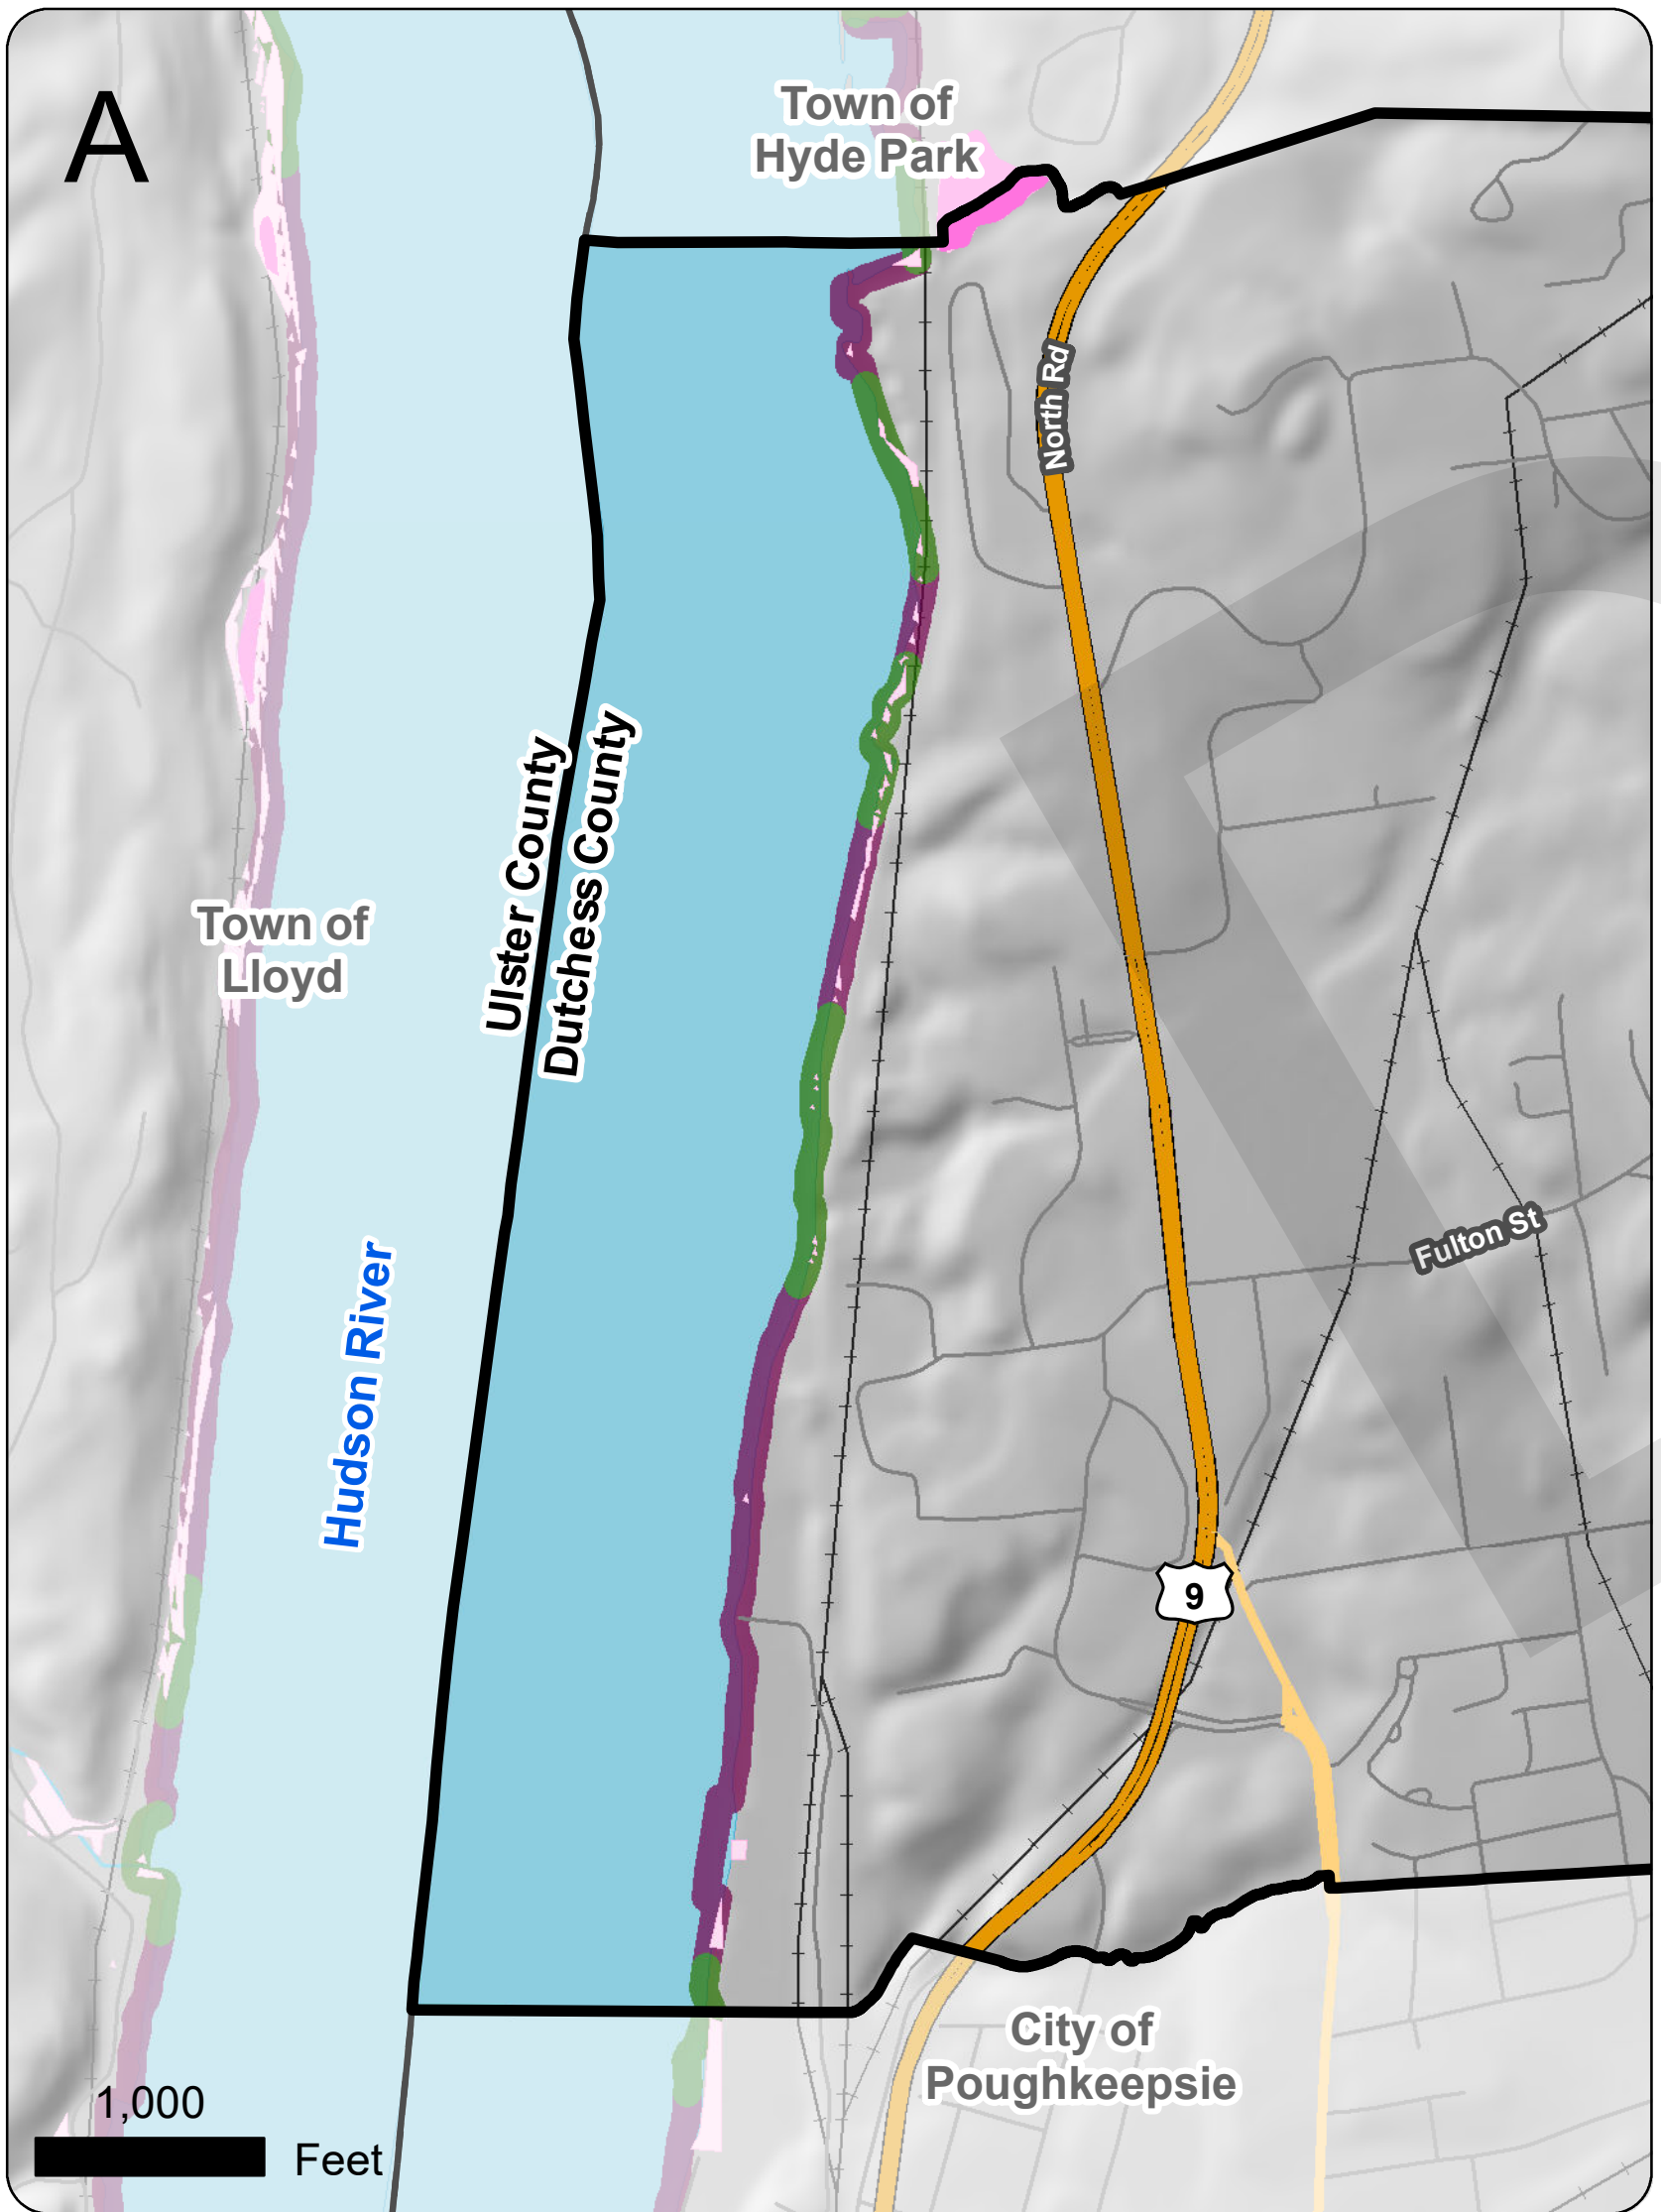 A
Town of
Hyde Park
North Rd
Ulster County
Dutchess County
Town of
Lloyd
Fulton St
Hudson River
9
City of
Poughkeepsie
1,000
Feet